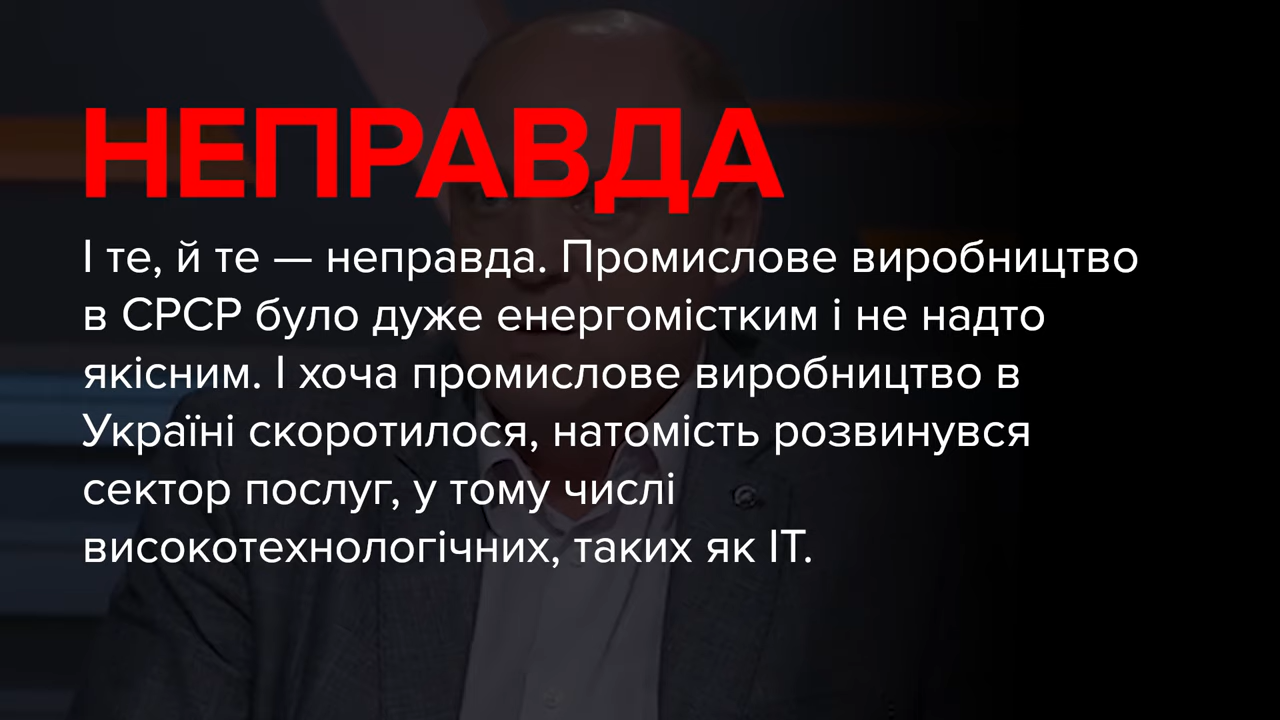 НЕПРАВДА
І те, й те — неправда. Промислове виробництво
в СРСР було дуже енергомістким і не надто
якісним. І хоча промислове виробництво в
Україні скоротилося, натомість розвинувся
сектор послуг, у тому числі
високотехнологічних, таких як ІТ.